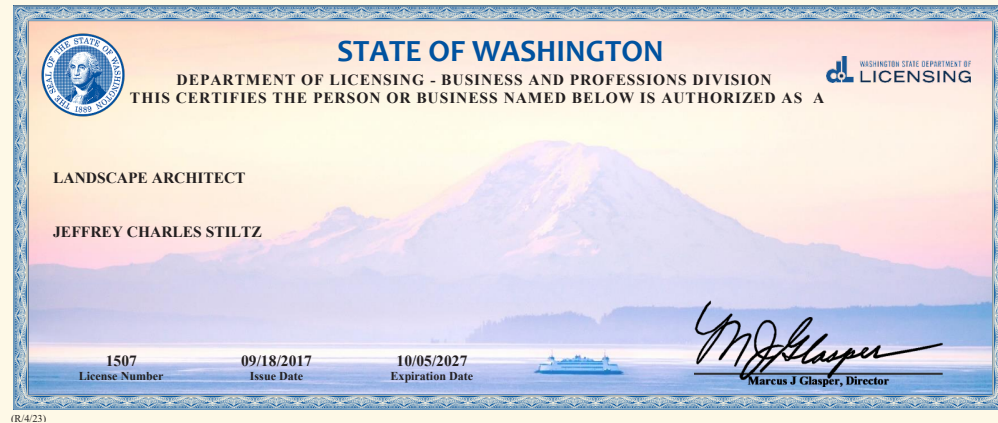 THE SEAL OF THE STATE OF WASHINGTON
1889
STATE OF WASHINGTON
DEPARTMENT OF LICENSING - BUSINESS AND PROFESSIONS DIVISION
THIS CERTIFIES THE PERSON OR BUSINESS NAMED BELOW IS AUTHORIZED AS A
dol WASHINGTON STATE DEPARTMENT OF
LICENSING
LANDSCAPE ARCHITECT
JEFFREY CHARLES STILTZ
MJGlasper
1507 09/18/2017 10/05/2027
License Number Issue Date Expiration Date
Marcus J Glasper, Director
(R/4/23)